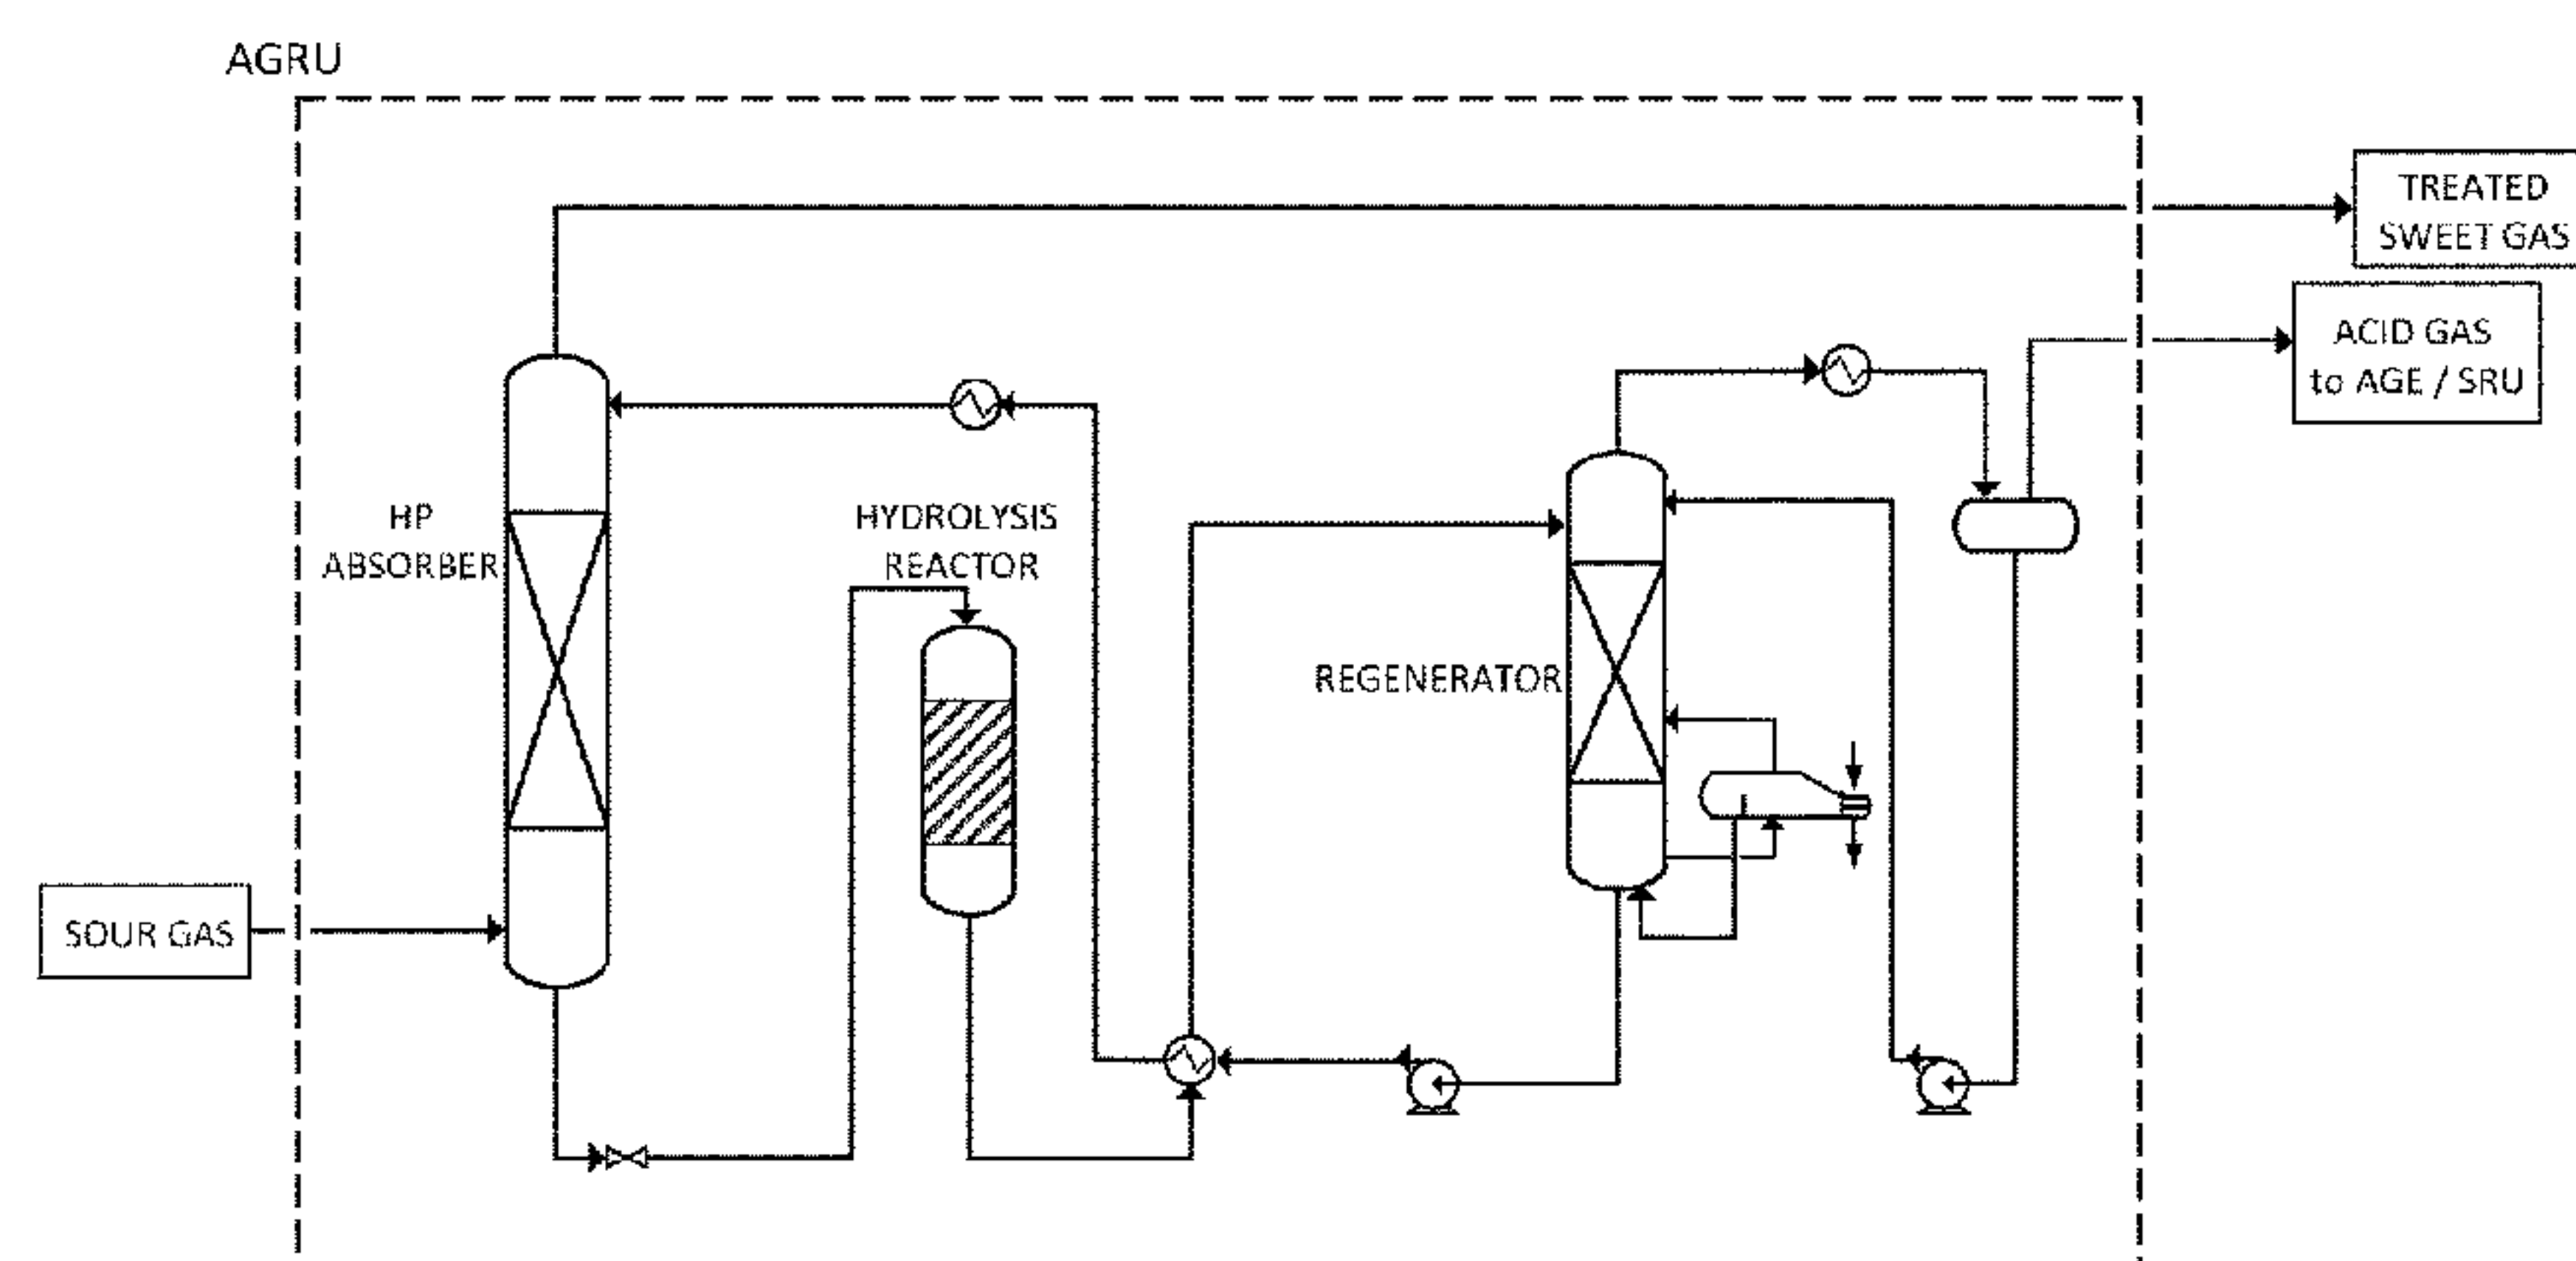 AGRU
TREATED
SWEET GAS
ACID GAS
to AGE / SRU
HP
ABSORBER
HYDROLYSIS
REACTOR
REGENERATOR
SOUR GAS